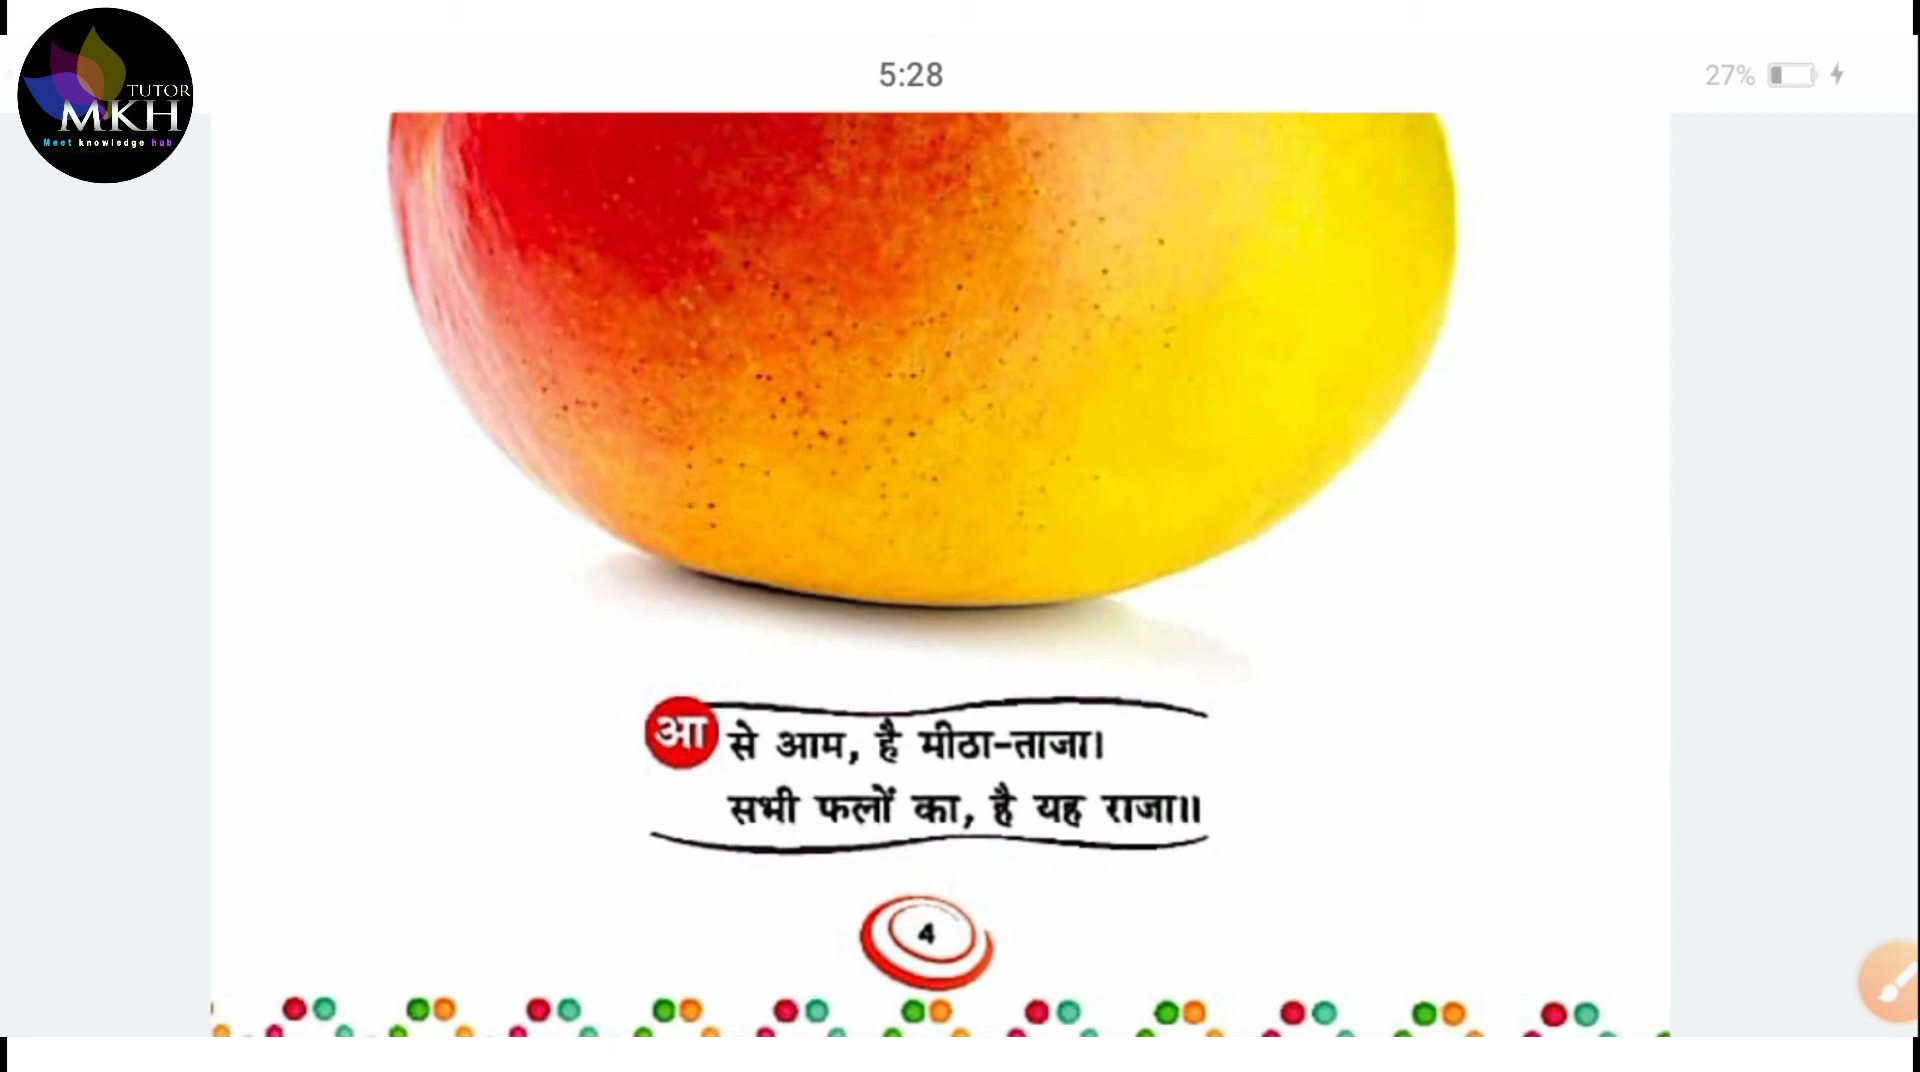 TUTOR
MKH
Meet knowledge hub
5:28
27%
आ से आम, है मीठा-ताजा।
सभी फलों का, है यह राजा॥
4